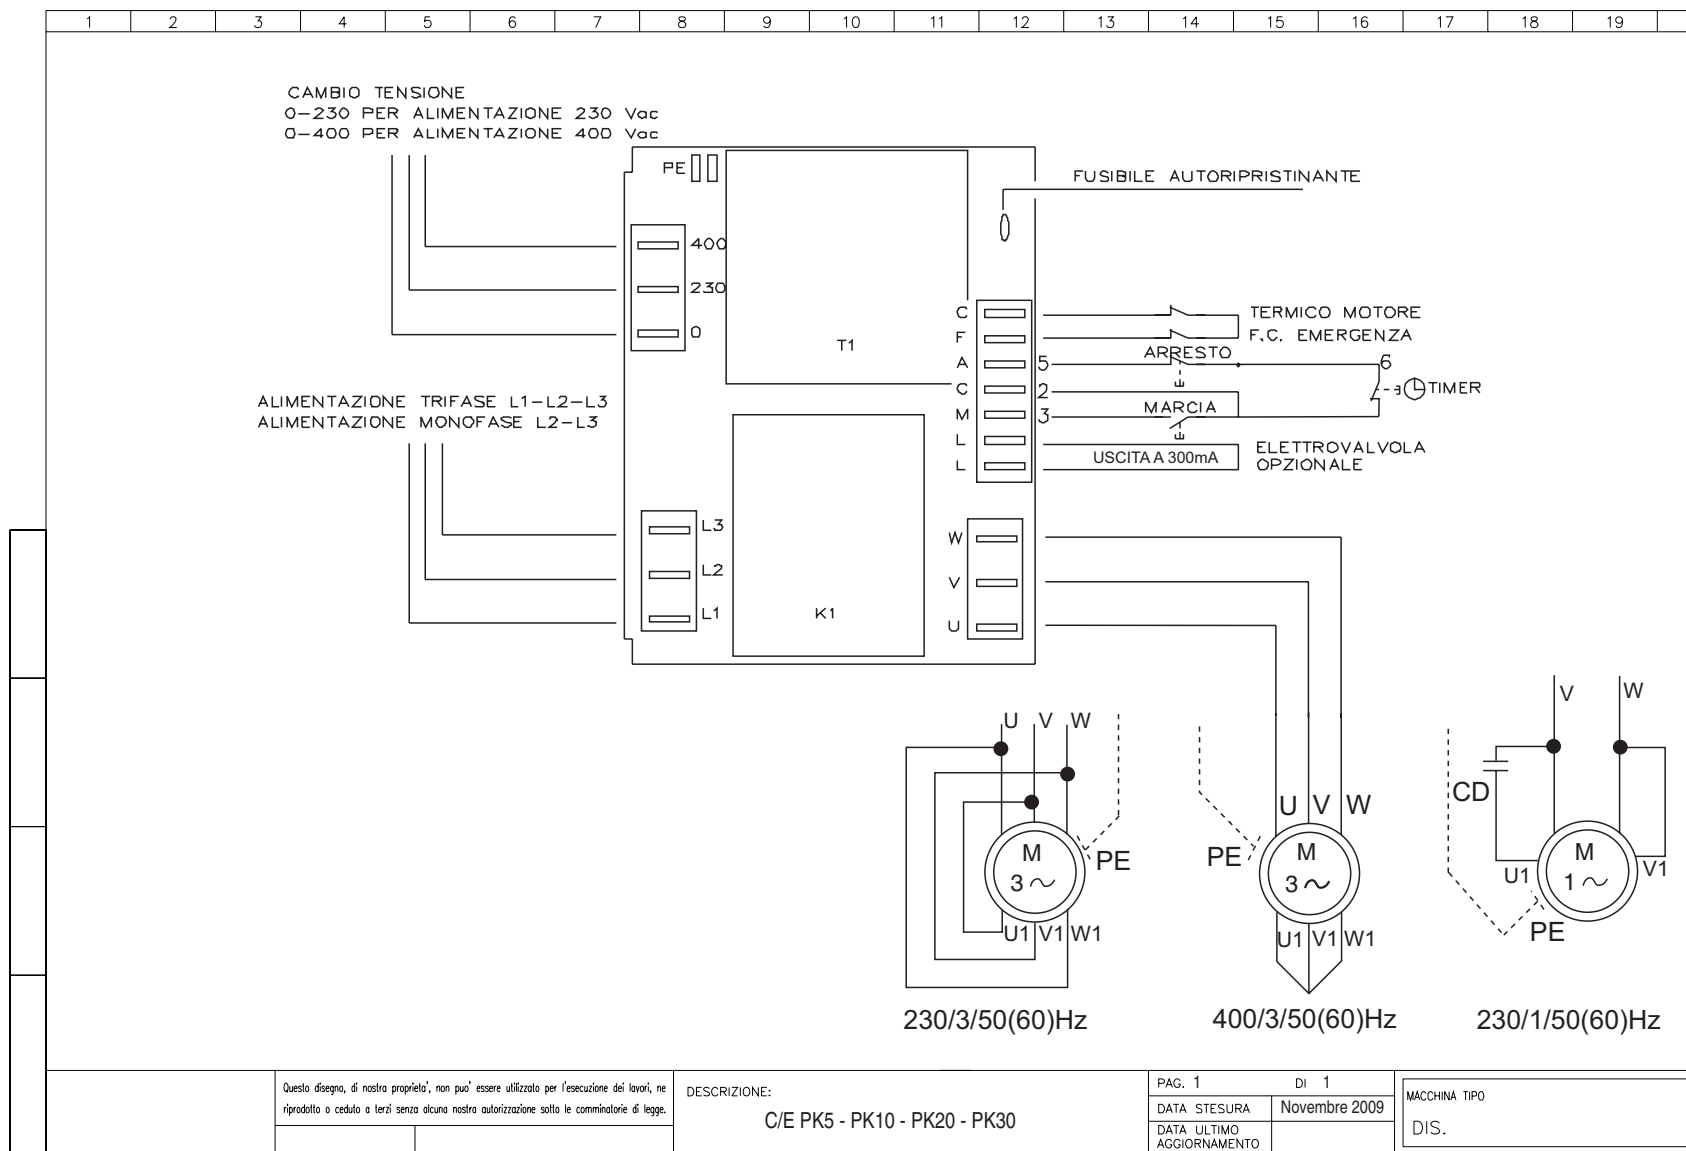 1 2 3 4 5 6 7 8 9 10 11 12 13 14 15 16 17 18 19
CAMBIO TENSIONE
0-230 PER ALIMENTAZIONE 230 Vac
0-400 PER ALIMENTAZIONE 400 Vac
PE
FUSIBILE AUTORIPRISTINANTE
400
230
0
T1
C
F
A
C
M
L
L
5
2
3
TERMICO MOTORE
F.C. EMERGENZA
ARRESTO
6
TIMER
MARCIA
USCITA A 300mA
ELETTROVALVOLA
OPZIONALE
ALIMENTAZIONE TRIFASE L1-L2-L3
ALIMENTAZIONE MONOFASE L2-L3
L3
L2
L1
K1
W
V
U
U V W
M
3
PE
U1 V1 W1
230/3/50(60)Hz
U V W
M
3
PE
U1 V1 W1
400/3/50(60)Hz
V W
CD
M
1
U1 V1
PE
230/1/50(60)Hz
Questo disegno, di nostra proprieta', non puo' essere utilizzato per l'esecuzione dei lavori, ne
riprodotto o ceduto a terzi senza alcuna nostra autorizzazione sotto le comminatorie di legge.
DESCRIZIONE:
C/E PK5 - PK10 - PK20 - PK30
PAG. 1 DI 1
DATA STESURA Novembre 2009
DATA ULTIMO
AGGIORNAMENTO
MACCHINA TIPO
DIS.